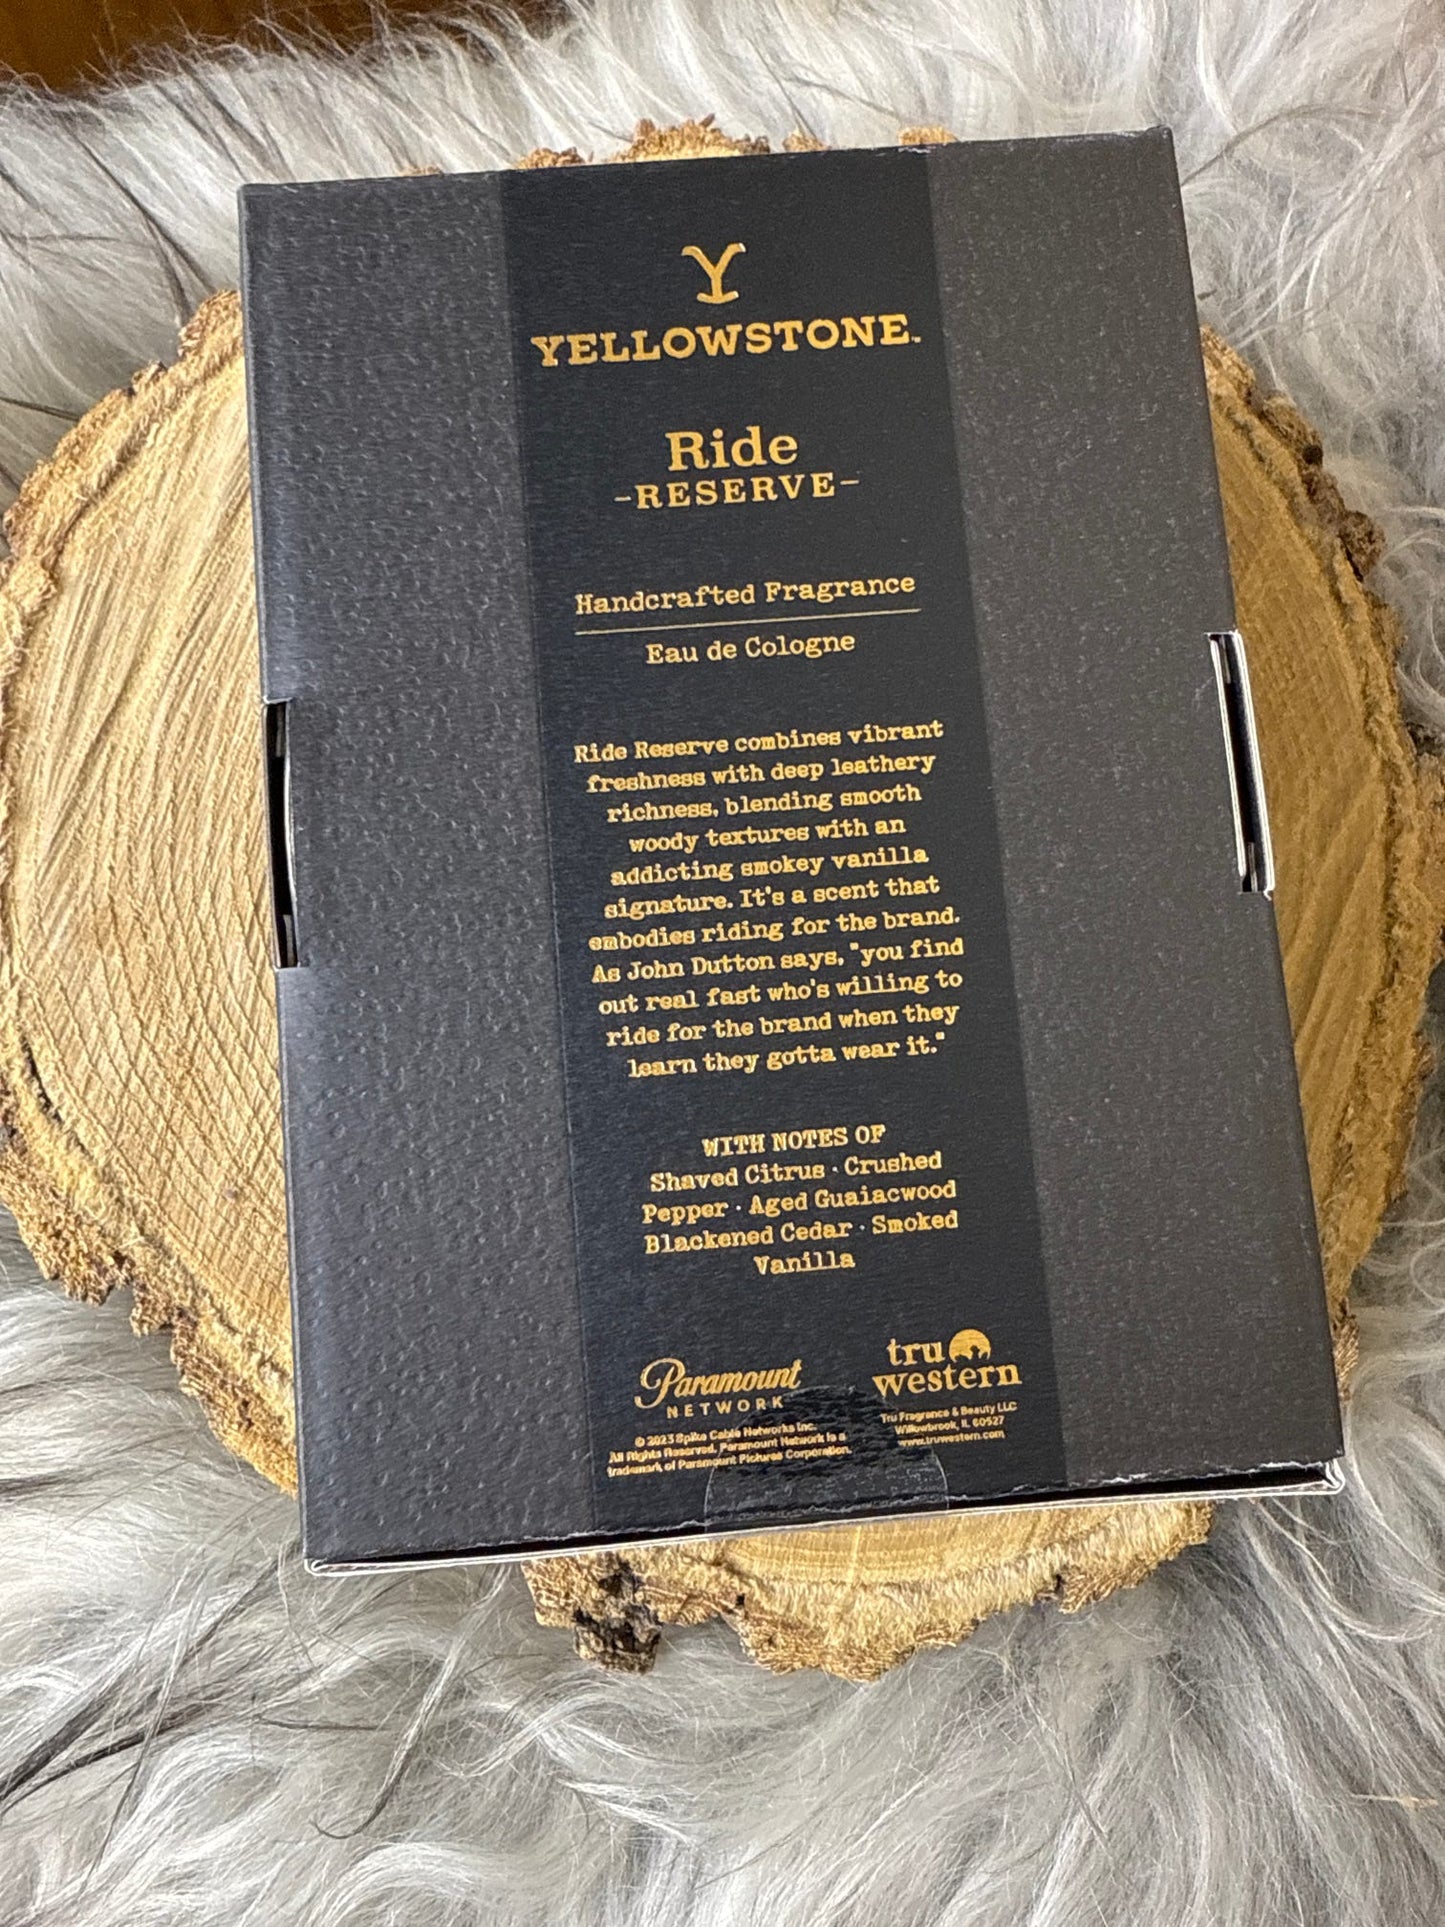 Y
YELLOWSTONE™
Ride
-RESERVE-
Handcrafted Fragrance
Eau de Cologne
Ride Reserve combines vibrant
freshness with deep leathery
richness, blending smooth
woody textures with an
addicting smokey vanilla
signature. It's a scent that
embodies riding for the brand.
As John Dutton says, "you find
out real fast who's willing to
ride for the brand when they
learn they gotta wear it."
WITH NOTES OF
Shaved Citrus · Crushed
Pepper · Aged Guaiacwood
Blackened Cedar · Smoked
Vanilla
Paramount
NETWORK
© 2023 Spike Cable Networks Inc.
All Rights Reserved. Paramount Network is a
trademark of Paramount Pictures Corporation.
tru
western
Tru Fragrance & Beauty LLC
Willowbrook, IL 60527
www.truwestern.com